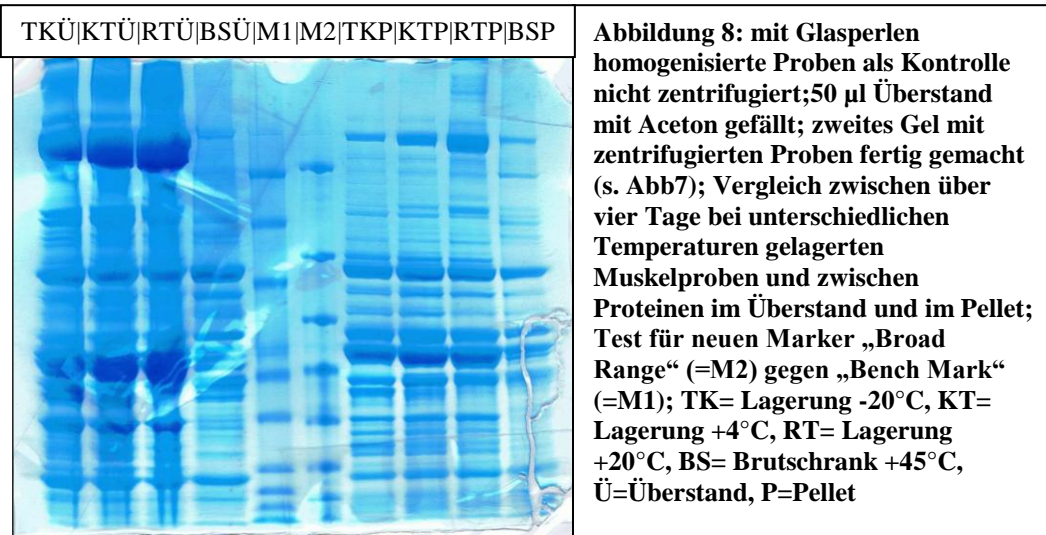 TKÜ|KTÜ|RTÜ|BSÜ|M1|M2|TKP|KTP|RTP|BSP
Abbildung 8: mit Glasperlen
homogenisierte Proben als Kontrolle
nicht zentrifugiert;50 µl Überstand
mit Aceton gefällt; zweites Gel mit
zentrifugierten Proben fertig gemacht
(s. Abb7); Vergleich zwischen über
vier Tage bei unterschiedlichen
Temperaturen gelagerten
Muskelproben und zwischen
Proteinen im Überstand und im Pellet;
Test für neuen Marker „Broad
Range“ (=M2) gegen „Bench Mark“
(=M1); TK= Lagerung -20°C, KT=
Lagerung +4°C, RT= Lagerung
+20°C, BS= Brutschrank +45°C,
Ü=Überstand, P=Pellet